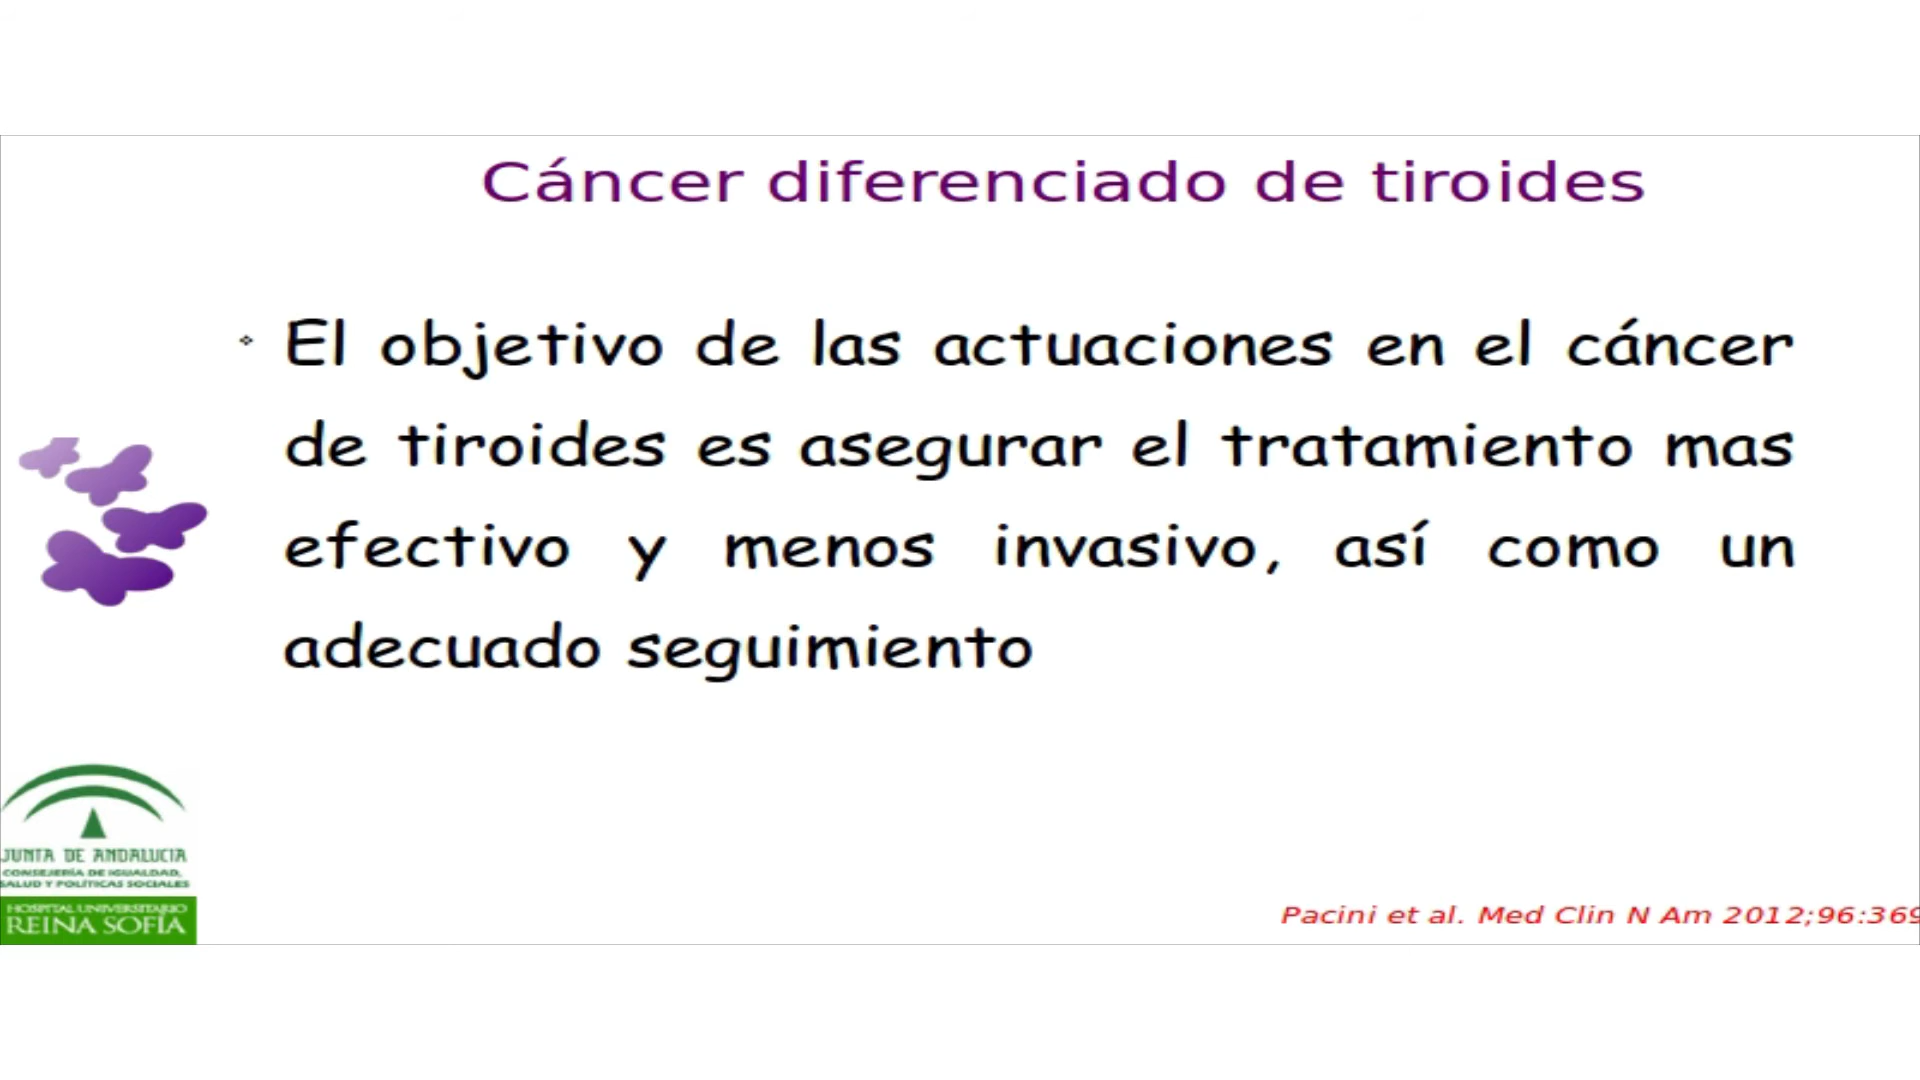 Cáncer diferenciado de tiroides
El objetivo de las actuaciones en el cáncer
de tiroides es asegurar el tratamiento mas
efectivo y menos invasivo, así como un
adecuado seguimiento
JUNTA DE ANDALUCIA
CONSEJERÍA DE IGUALDAD,
SALUD Y POLÍTICAS SOCIALES
HOSPITAL UNIVERSITARIO
REINA SOFÍA
Pacini et al. Med Clin N Am 2012;96:369